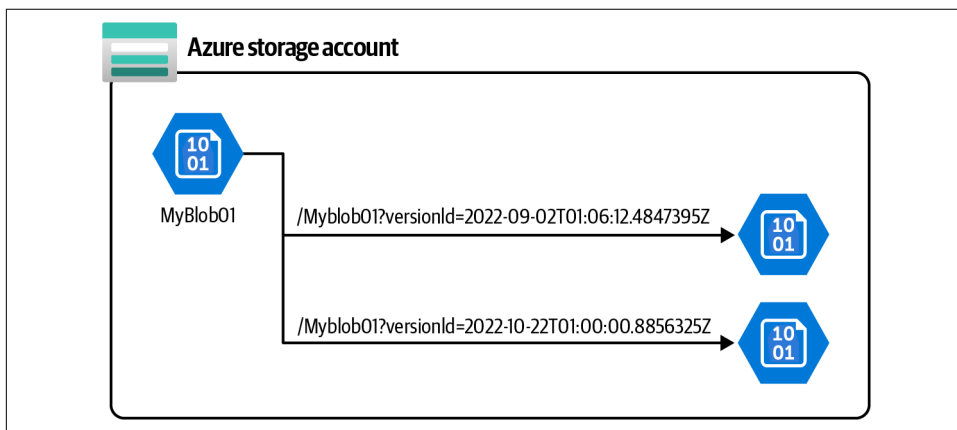 Azure storage account
10
01
MyBlob01
/Myblob01?versionId=2022-09-02T01:06:12.4847395Z
10
01
/Myblob01?versionId=2022-10-22T01:00:00.8856325Z
10
01